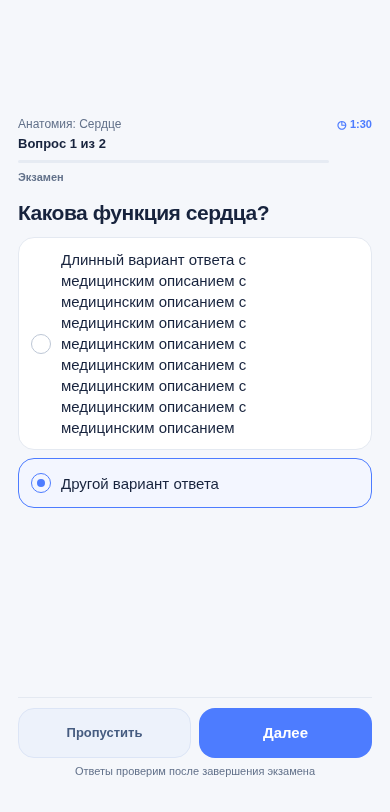 Анатомия: Сердце
1:30
Вопрос 1 из 2
Экзамен
Какова функция сердца?
Длинный вариант ответа с
медицинским описанием с
медицинским описанием с
медицинским описанием с
медицинским описанием с
медицинским описанием с
медицинским описанием с
медицинским описанием с
медицинским описанием
Другой вариант ответа
Пропустить
Далее
Ответы проверим после завершения экзамена